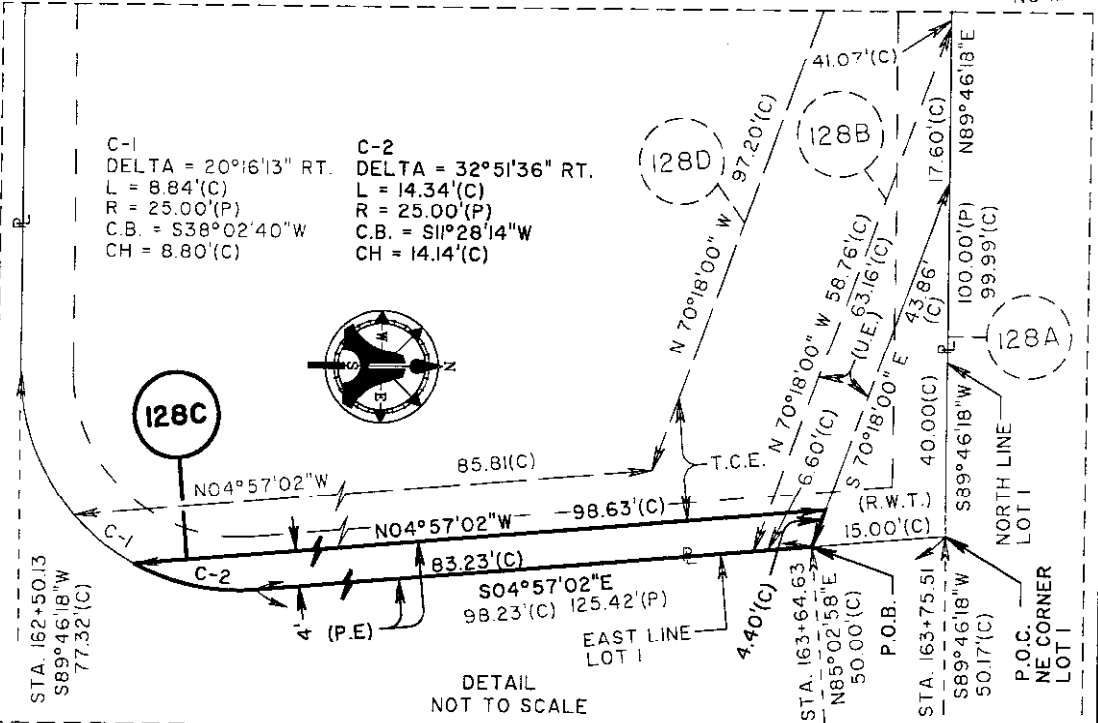 C-1
DELTA = 20°16'13" RT.
L = 8.84'(C)
R = 25.00'(P)
C.B. = S38°02'40"W
CH = 8.80'(C)
C-2
DELTA = 32°51'36" RT.
L = 14.34'(C)
R = 25.00'(P)
C.B. = S11°28'14"W
CH = 14.14'(C)
41.07'(C)
128D
128B
97.20'(C)
N 70°18'00" W
17.60'(C)
N89°46'18"E
100.00'(P)
99.99'(C)
128A
N 70°18'00" W 58.76'(C)
63.16'(C)
(U.E.)
43.86'
(C)
S 70°18'00" E
6.60'(C)
40.00(C)
S89°46'18"W
NORTH LINE
LOT 1
W
S
N
E
128C
N04°57'02"W
85.81(C)
T.C.E.
(R.W.T.)
15.00'(C)
N04°57'02"W
98.63'(C)
C-1
C-2
83.23'(C)
S04°57'02"E
98.23'(C) 125.42'(P)
4' (P.E)
EAST LINE
LOT 1
4.40'(C)
STA. 162+50.13
S89°46'18"W
77.32'(C)
STA. 163+64.63
N85°02'58"E
50.00'(C)
P.O.B.
STA. 163+75.51
S89°46'18"W
50.17'(C)
P.O.C.
NE CORNER
LOT 1
PL
PL
PL
DETAIL
NOT TO SCALE